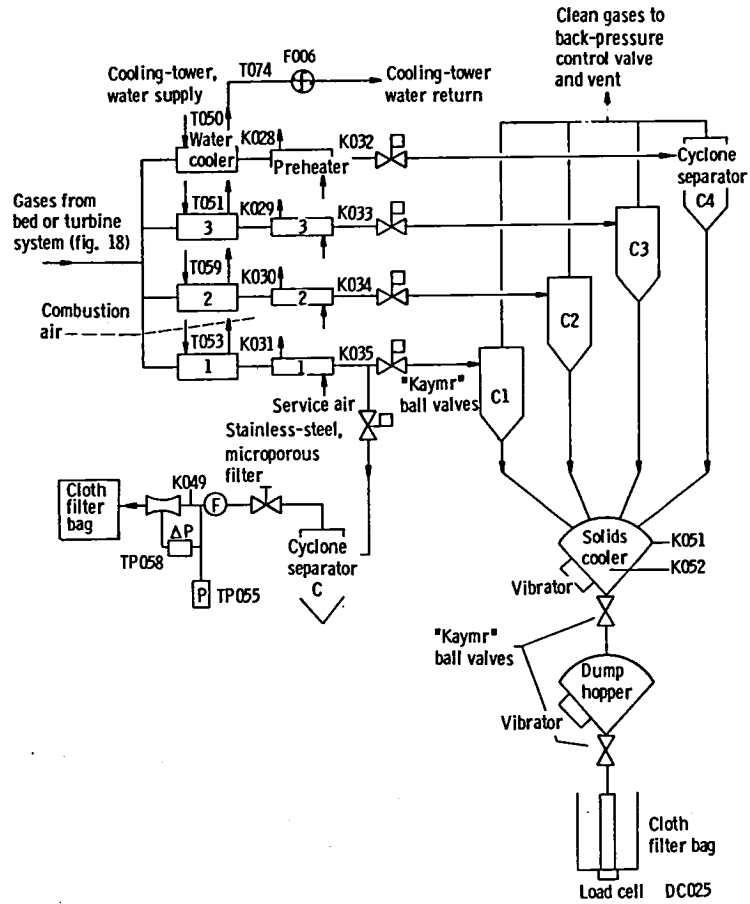 Clean gases to
back-pressure
control valve
and vent
F006
Cooling-tower,
water supply
T074
Cooling-tower
water return
T050
Water
cooler
K028
Preheater
K032
Cyclone
separator
C4
Gases from
bed or turbine
system (fig. 18)
T051
3
K029
3
K033
C3
T059
2
K030
2
K034
C2
Combustion
air
T053
1
K031
1
K035
"Kaymr"
ball valves
C1
Service air
Stainless-steel,
microporous
filter
Cloth
filter
bag
K049
F
ΔP
TP058
P
TP055
Cyclone
separator
C
Solids
cooler
K051
K052
Vibrator
"Kaymr"
ball valves
Dump
hopper
Vibrator
Cloth
filter bag
Load cell DC025